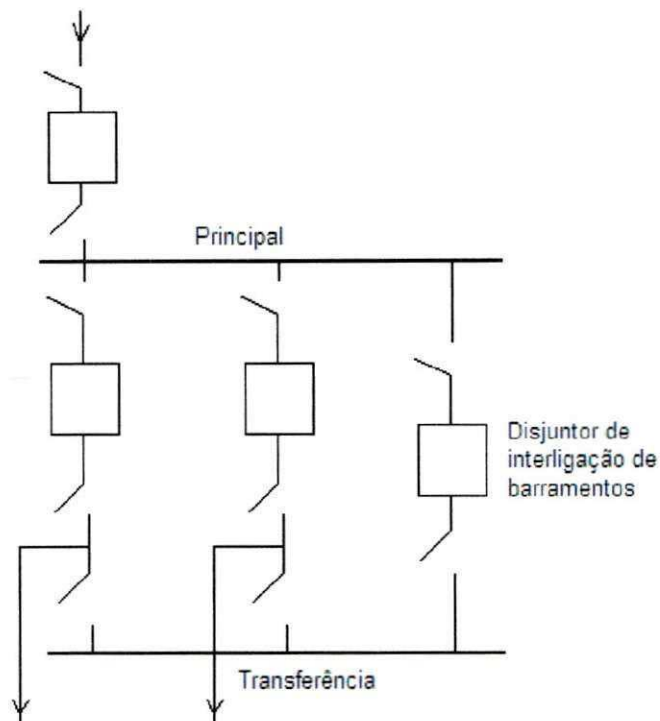 Principal
Disjuntor de
interligação de
barramentos
Transferência